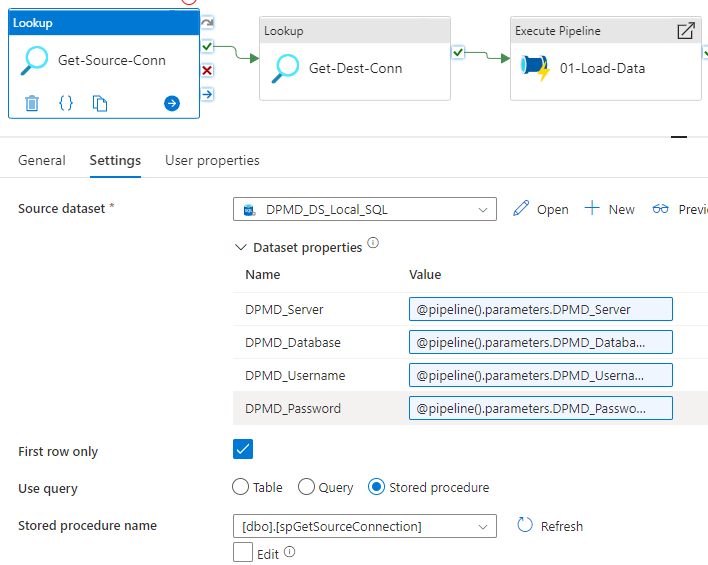 Lookup
Get-Source-Conn
Lookup
Get-Dest-Conn
Execute Pipeline
01-Load-Data
General Settings User properties
Source dataset * DPMD_DS_Local_SQL Open New Previ
Dataset properties
Name Value
DPMD_Server @pipeline().parameters.DPMD_Server
DPMD_Database @pipeline().parameters.DPMD_Databa...
DPMD_Username @pipeline().parameters.DPMD_Userna...
DPMD_Password @pipeline().parameters.DPMD_Passwo...
First row only
Use query Table Query Stored procedure
Stored procedure name [dbo].[spGetSourceConnection] Refresh
Edit